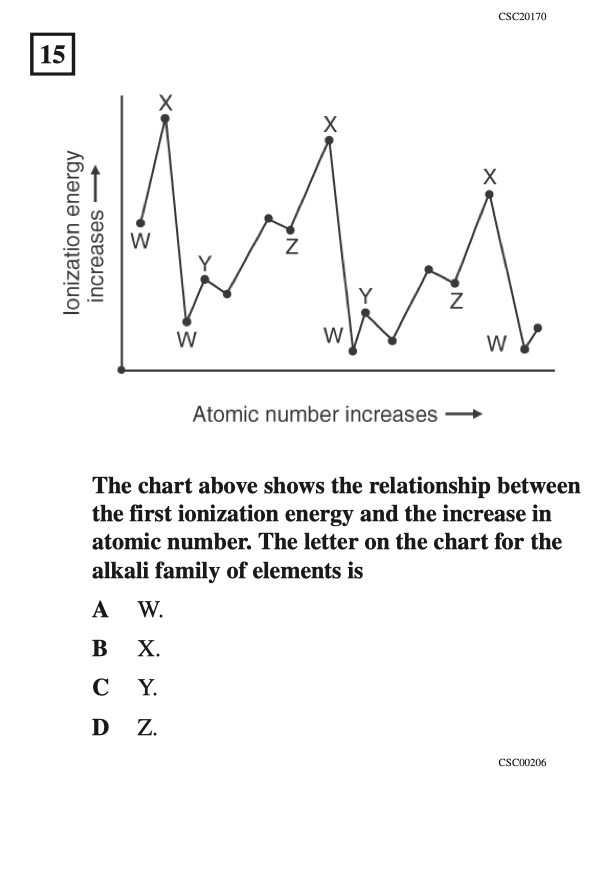 CSC20170
15
Ionization energy
increases
X
W
W
Y
Z
X
W
Y
Z
X
W
Atomic number increases
The chart above shows the relationship between
the first ionization energy and the increase in
atomic number. The letter on the chart for the
alkali family of elements is
A W.
B X.
C Y.
D Z.
CSC00206